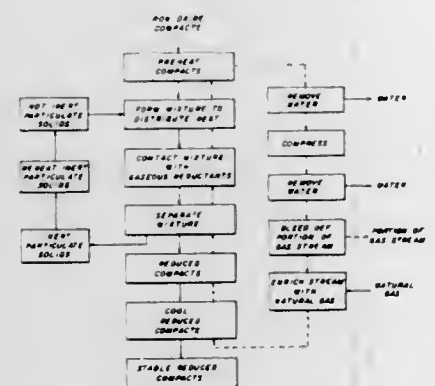 COMPACTS
PREHEAT
COMPACTS
HOT INERT
PARTICULATE
SOLIDS
FORM MIXTURE TO
DISTRIBUTE HEAT
REMOVE
WATER
WATER
COMPRESS
REHEAT INERT
PARTICULATE
SOLIDS
CONTACT MIXTURE
WITH
GASEOUS REDUCTANTS
REMOVE
WATER
WATER
SEPARATE
MIXTURE
INERT
PARTICULATE
SOLIDS
BLEED OFF
PORTION OF
GAS STREAM
PORTION OF
GAS STREAM
REDUCED
COMPACTS
ENRICH STREAM
WITH
NATURAL GAS
NATURAL
GAS
COOL
REDUCED
COMPACTS
STABLE REDUCED
COMPACTS